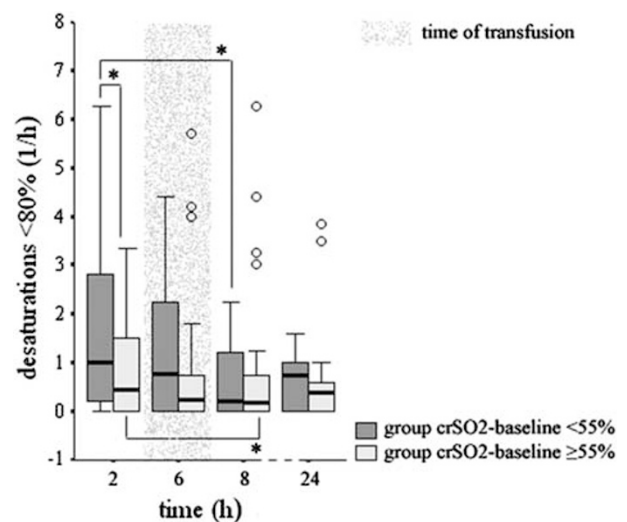 8
time of transfusion
7
*
*
6
5
4
3
2
1
0
-1
desaturations <80% (1/h)
*
group crSO2-baseline <55%
group crSO2-baseline ≥55%
2 6 8 24
time (h)